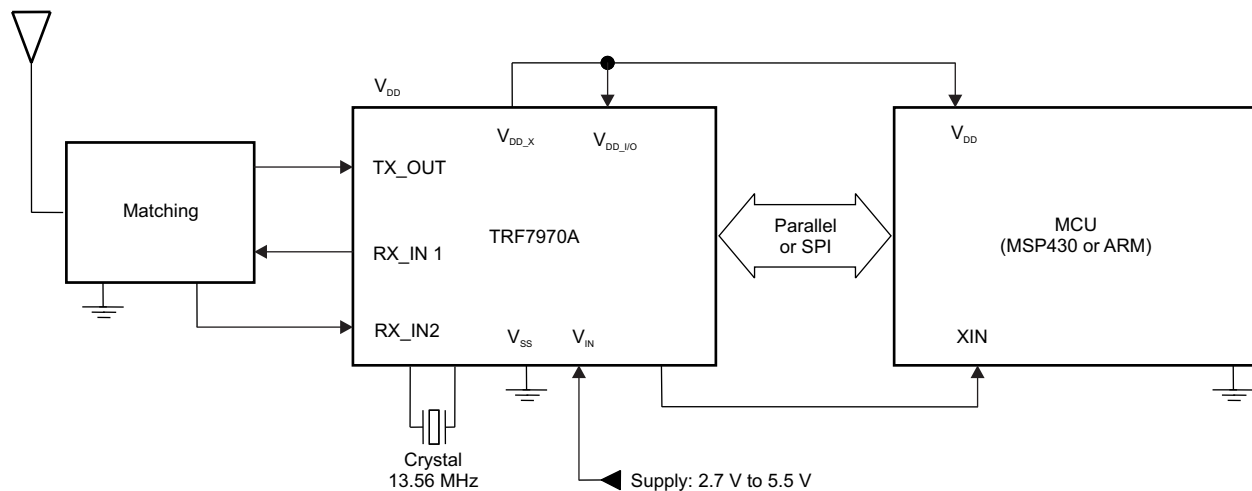 V_DD
V_DD_X
V_DD_I/O
V_DD
TX_OUT
Matching
RX_IN 1
TRF7970A
Parallel
or SPI
MCU
(MSP430 or ARM)
RX_IN2
V_SS
V_IN
XIN
Crystal
13.56 MHz
Supply: 2.7 V to 5.5 V